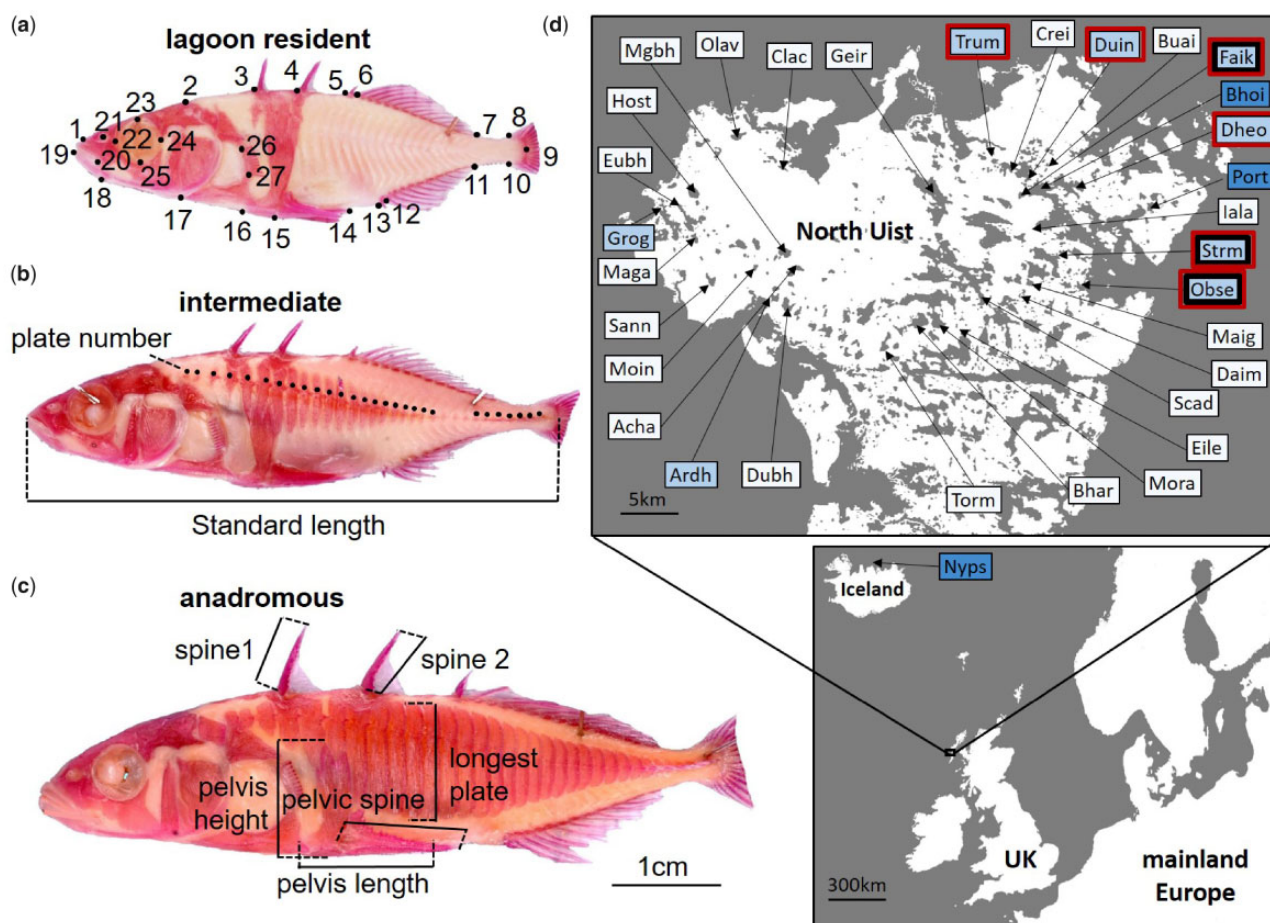 (a)
lagoon resident
1
2
3
4
5
6
7
8
9
10
11
12
13
14
15
16
17
18
19
20
21
22
23
24
25
26
27
(b)
intermediate
plate number
Standard length
(c)
anadromous
spine1
spine 2
pelvis
height
pelvic spine
longest
plate
pelvis length
1cm
(d)
Mgbh
Olav
Clac
Geir
Trum
Crei
Duin
Buai
Faik
Bhoi
Dheo
Port
Iala
Strm
Obse
Maig
Daim
Scad
Eile
Mora
Bhar
Torm
Dubh
Ardh
Acha
Moin
Sann
Maga
Grog
Eubh
Host
North Uist
5km
Nyps
Iceland
UK
mainland
Europe
300km